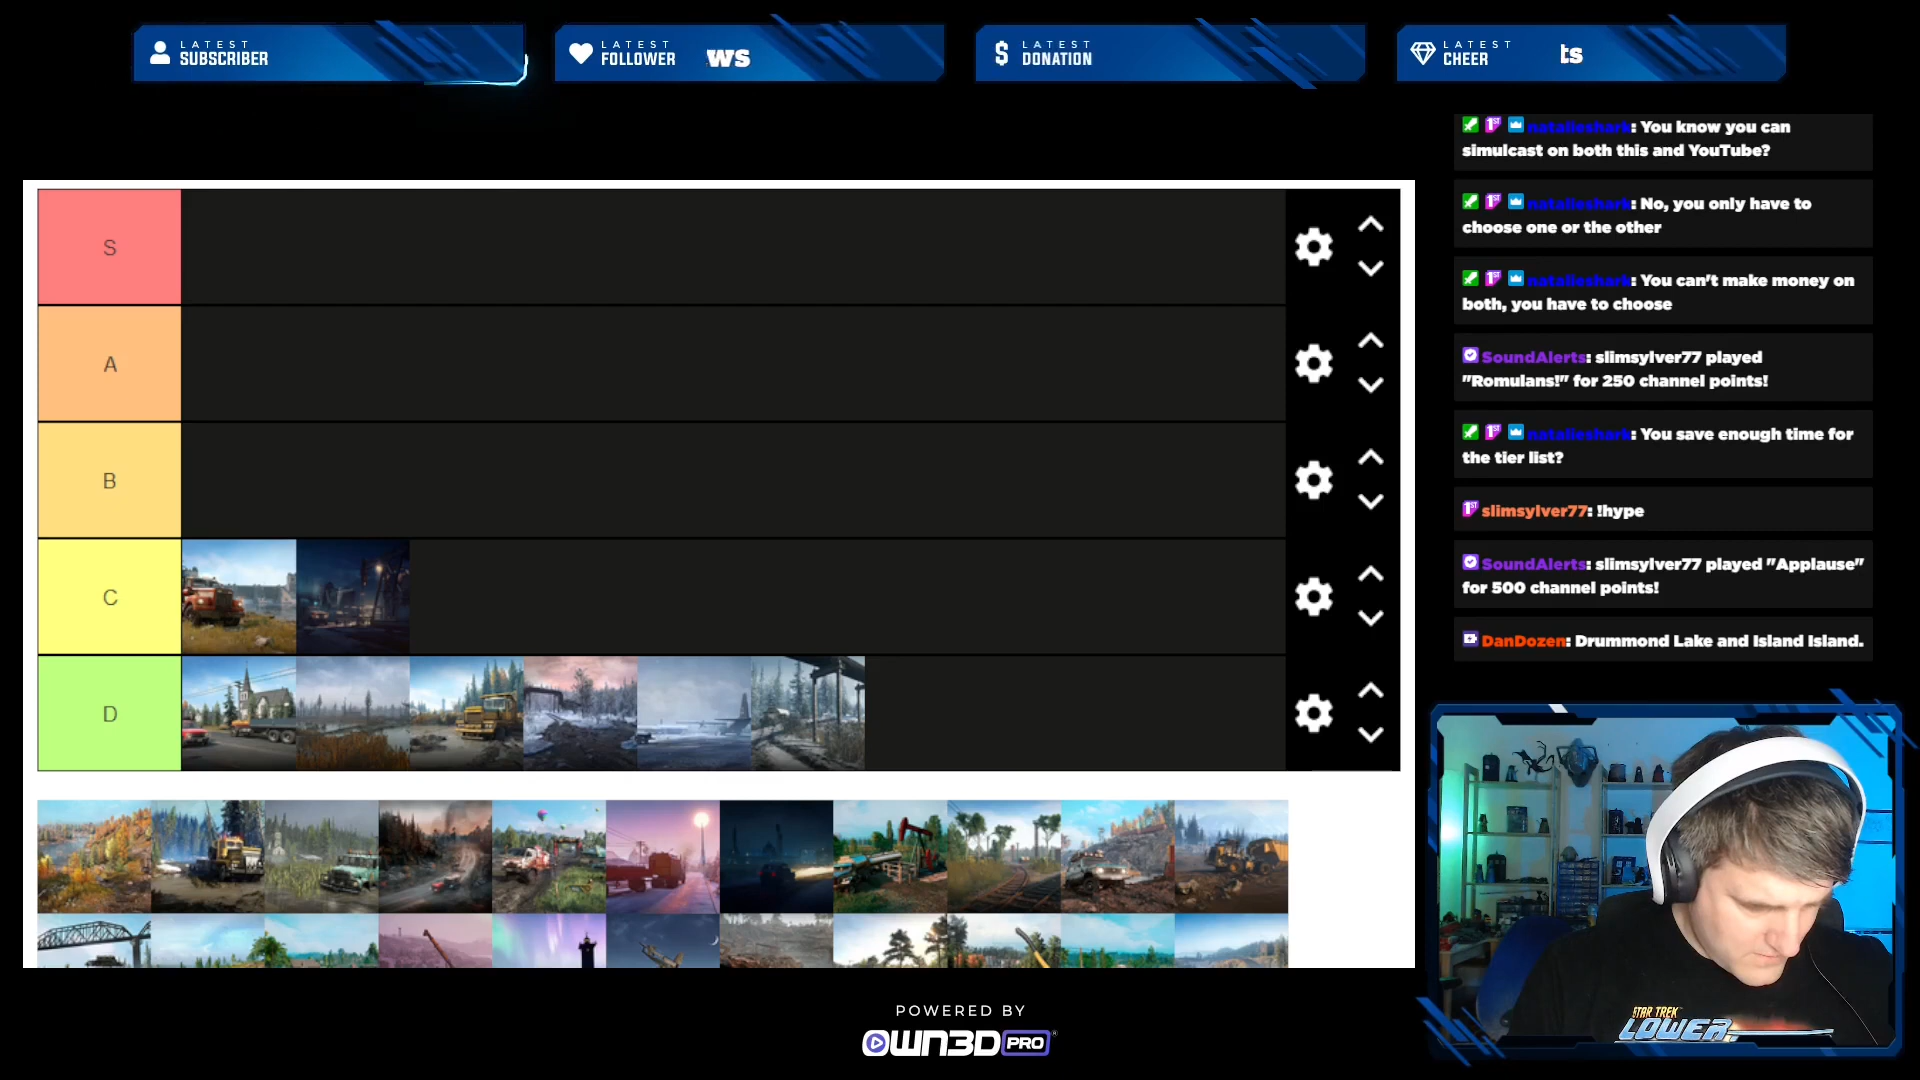 LATEST
SUBSCRIBER
LATEST
FOLLOWER
ws
LATEST
DONATION
LATEST
CHEER
ts
S
A
B
C
D
natalieshark: You know you can
simulcast on both this and YouTube?
natalieshark: No, you only have to
choose one or the other
natalieshark: You can't make money on
both, you have to choose
SoundAlerts: slimsylver77 played
"Romulans!" for 250 channel points!
natalieshark: You save enough time for
the tier list?
slimsylver77: !hype
SoundAlerts: slimsylver77 played "Applause"
for 500 channel points!
DanDozen: Drummond Lake and Island Island.
STAR TREK
LOWER
POWERED BY
OWN3D PRO